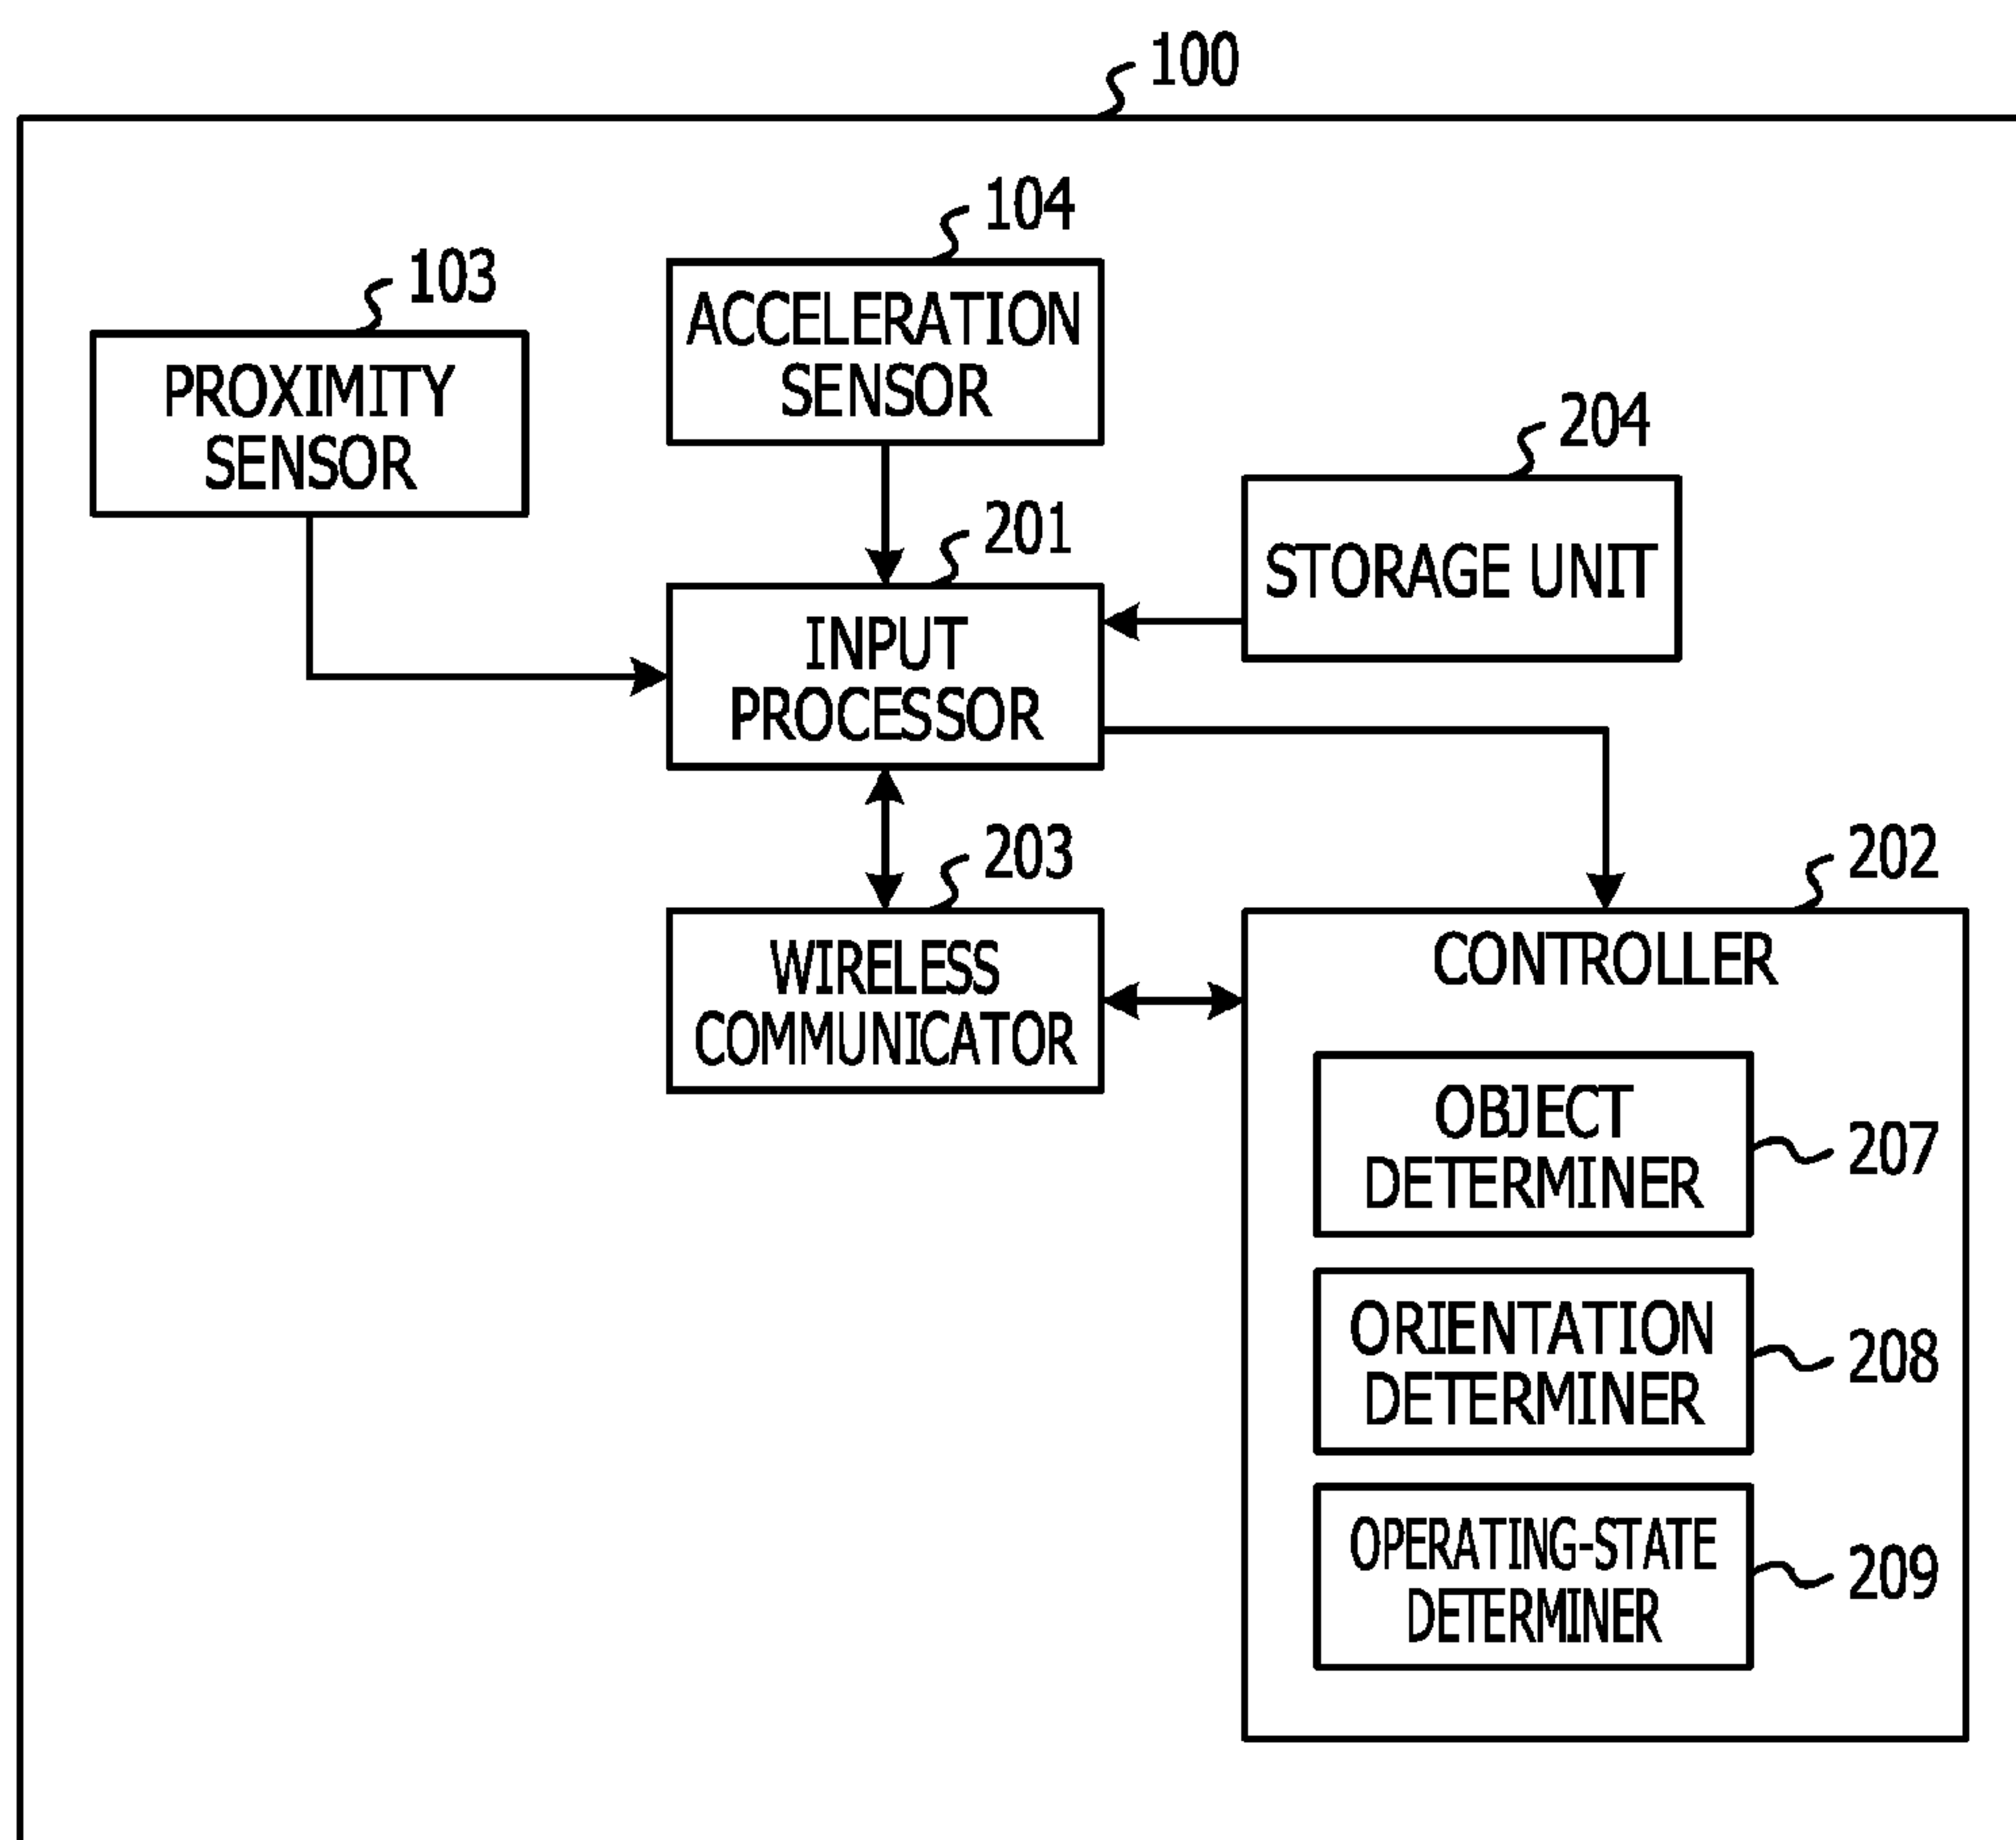 100
104
ACCELERATION
SENSOR
103
PROXIMITY
SENSOR
204
STORAGE UNIT
201
INPUT
PROCESSOR
203
WIRELESS
COMMUNICATOR
202
CONTROLLER
OBJECT
DETERMINER
207
ORIENTATION
DETERMINER
208
OPERATING-STATE
DETERMINER
209